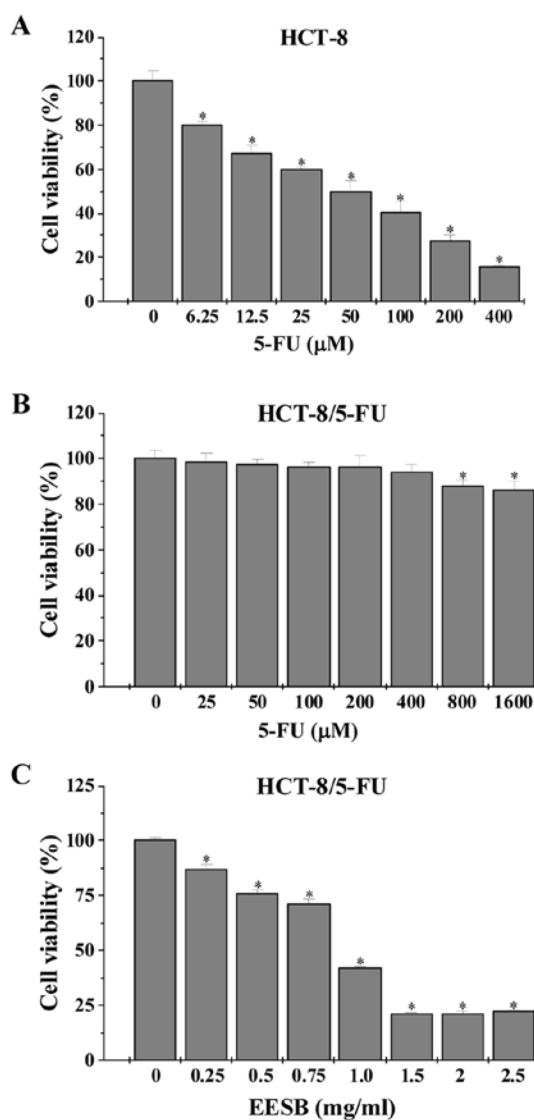 A
HCT-8
Cell viability (%)
120
100
80
60
40
20
0
* * * * * * *
0 6.25 12.5 25 50 100 200 400
5-FU (μM)
B
HCT-8/5-FU
Cell viability (%)
120
100
80
60
40
20
0
* *
0 25 50 100 200 400 800 1600
5-FU (μM)
C
HCT-8/5-FU
Cell viability (%)
125
100
75
50
25
0
* * * * * * *
0 0.25 0.5 0.75 1.0 1.5 2 2.5
EESB (mg/ml)